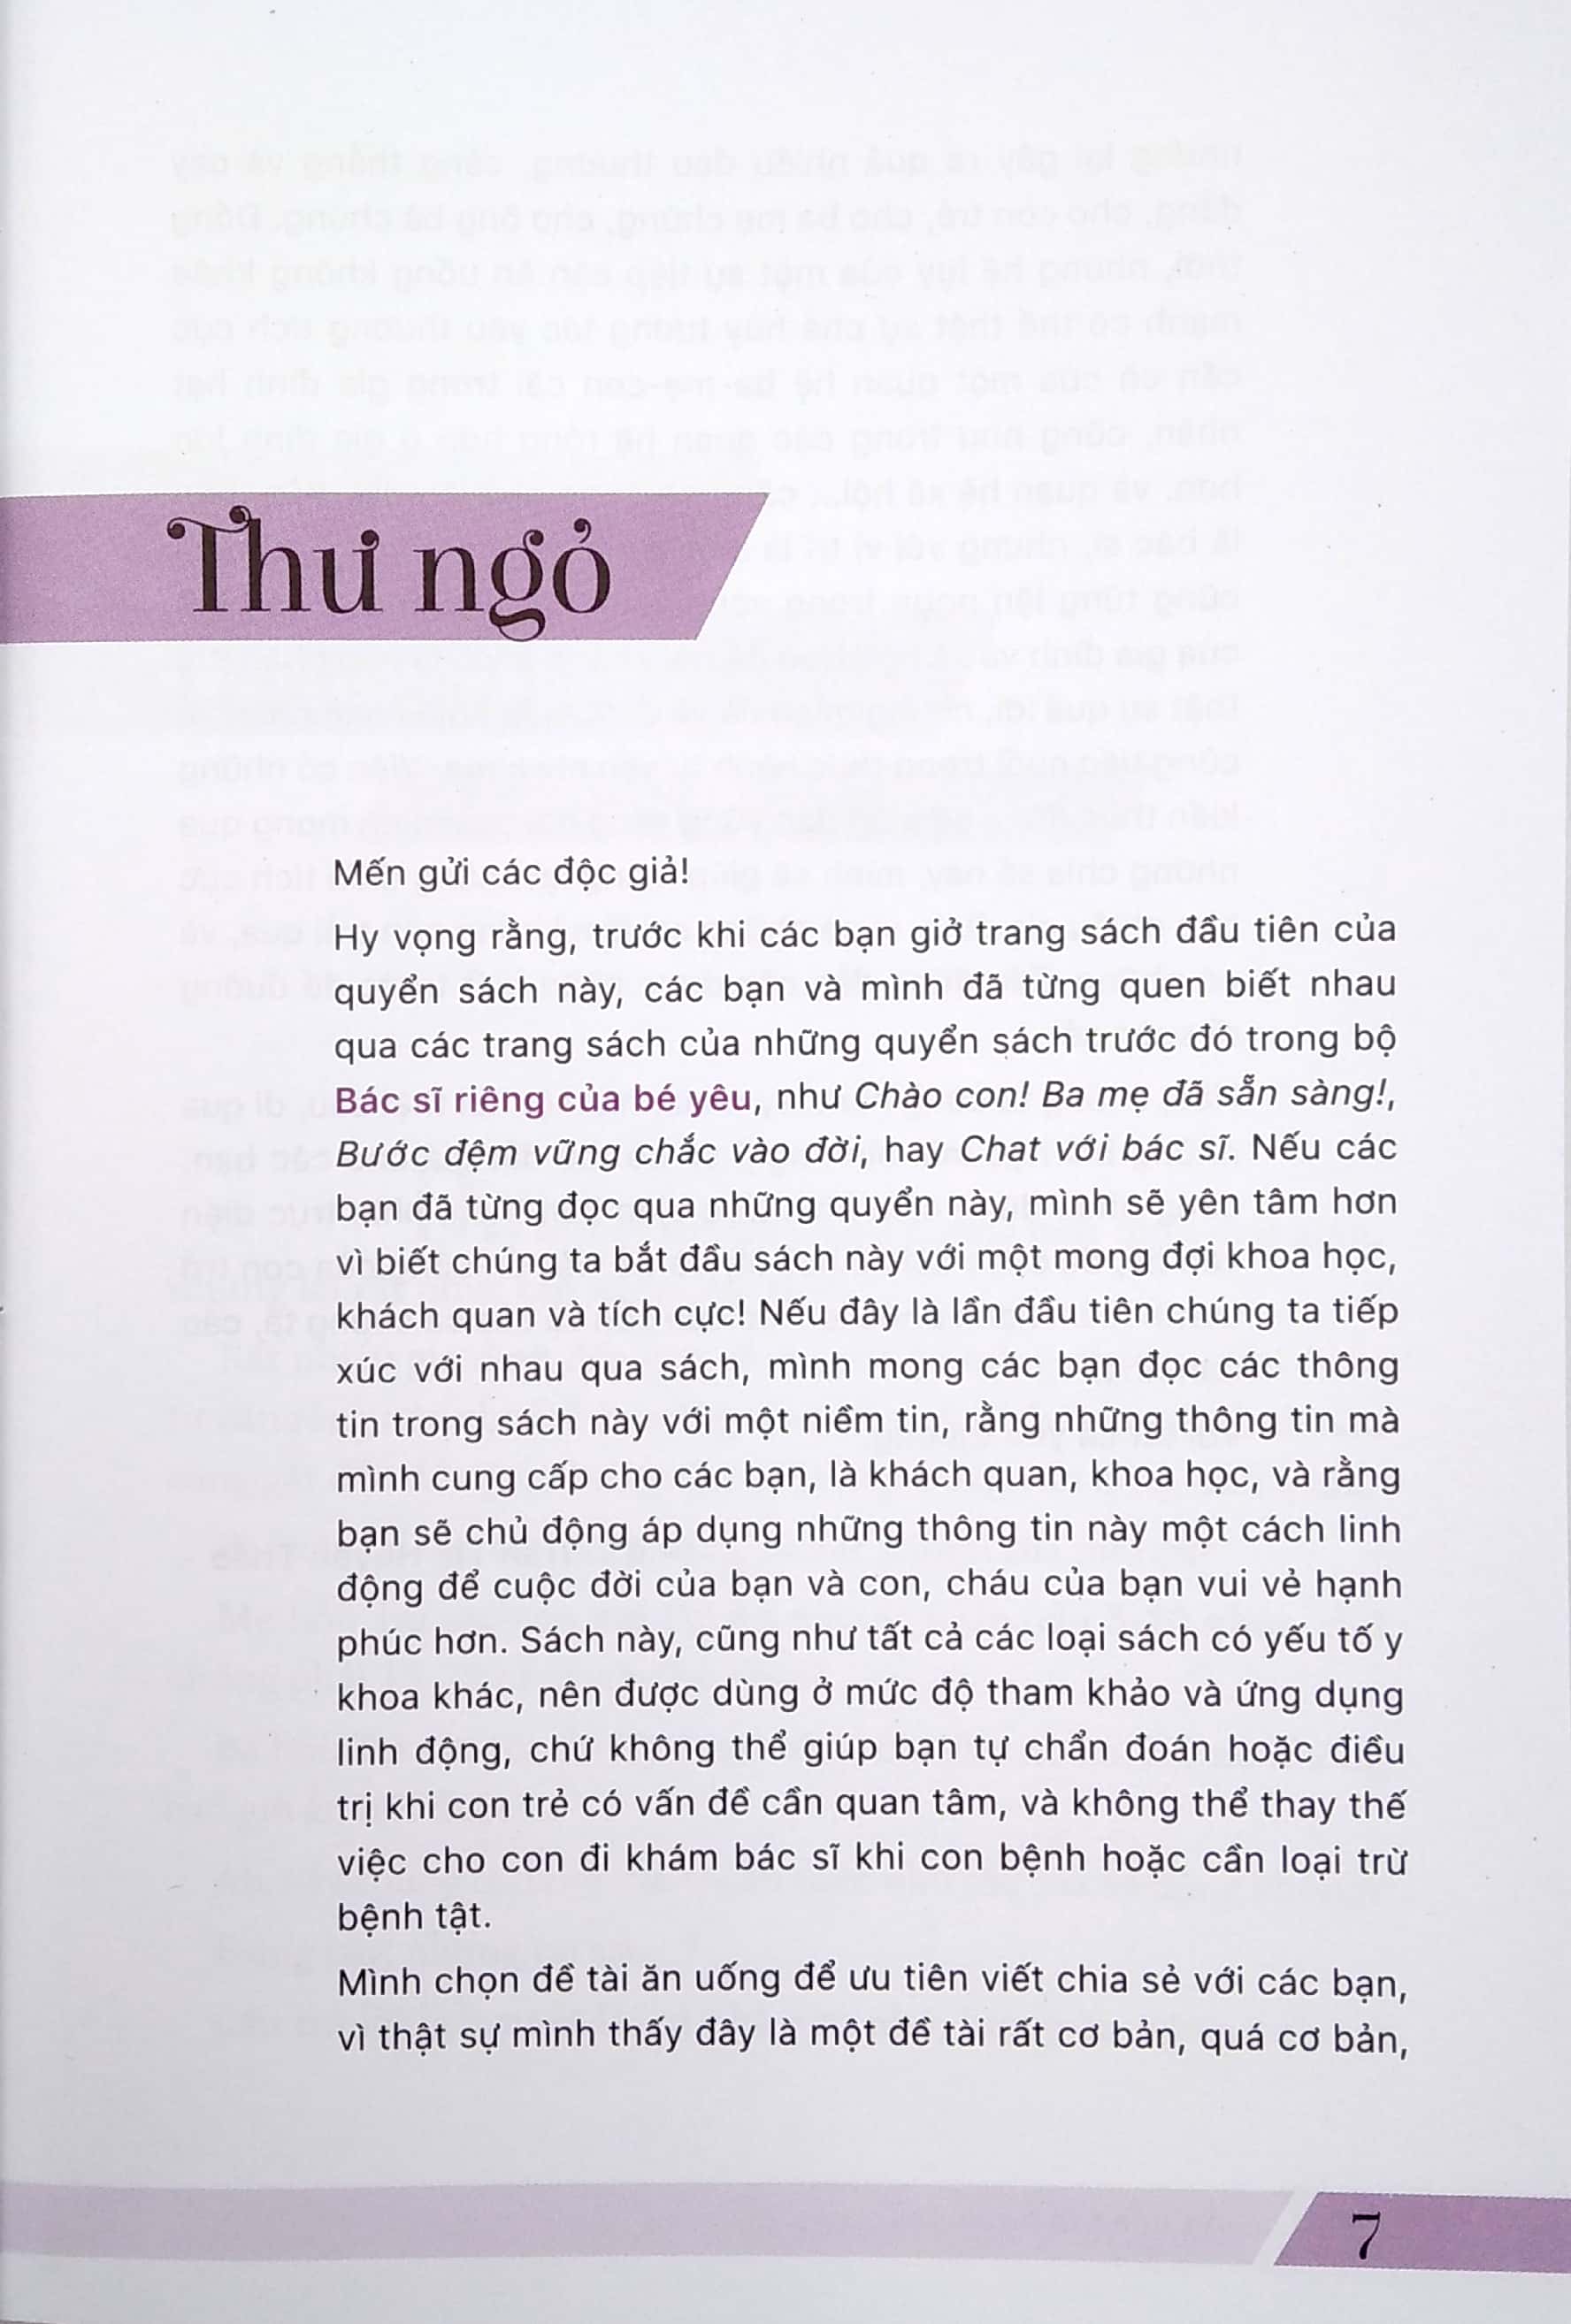 Thư ngỏ
Mến gửi các độc giả!
Hy vọng rằng, trước khi các bạn giở trang sách đầu tiên của
quyển sách này, các bạn và mình đã từng quen biết nhau
qua các trang sách của những quyển sách trước đó trong bộ
Bác sĩ riêng của bé yêu, như Chào con! Ba mẹ đã sẵn sàng!,
Bước đệm vững chắc vào đời, hay Chat với bác sĩ. Nếu các
bạn đã từng đọc qua những quyển này, mình sẽ yên tâm hơn
vì biết chúng ta bắt đầu sách này với một mong đợi khoa học,
khách quan và tích cực! Nếu đây là lần đầu tiên chúng ta tiếp
xúc với nhau qua sách, mình mong các bạn đọc các thông
tin trong sách này với một niềm tin, rằng những thông tin mà
mình cung cấp cho các bạn, là khách quan, khoa học, và rằng
bạn sẽ chủ động áp dụng những thông tin này một cách linh
động để cuộc đời của bạn và con, cháu của bạn vui vẻ hạnh
phúc hơn. Sách này, cũng như tất cả các loại sách có yếu tố y
khoa khác, nên được dùng ở mức độ tham khảo và ứng dụng
linh động, chứ không thể giúp bạn tự chẩn đoán hoặc điều
trị khi con trẻ có vấn đề cần quan tâm, và không thể thay thế
việc cho con đi khám bác sĩ khi con bệnh hoặc cần loại trừ
bệnh tật.
Mình chọn đề tài ăn uống để ưu tiên viết chia sẻ với các bạn,
vì thật sự mình thấy đây là một đề tài rất cơ bản, quá cơ bản,
7